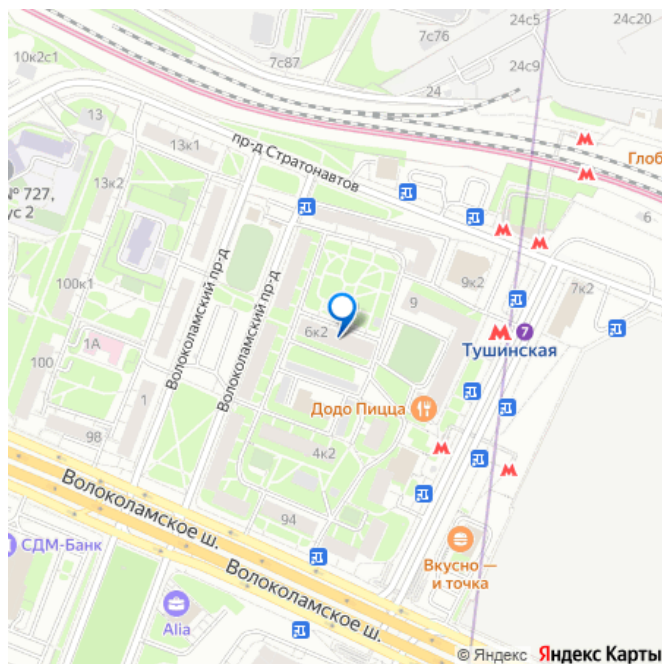 24с5
24с20
7с76
10к2с1
7с87
24с9
24
13
13к1
пр-д Стратонавтов
Глоб
13к2
№ 727,
ус 2
6
Волоколамский пр-д
Волоколамский пр-д
100к1
9к2
7к2
9
6к2
7
Тушинская
1А
100
1
Додо Пицца
98
4к2
Волоколамское ш.
94
СДМ-Банк
Вкусно —
и точка
Волоколамское ш.
Alia
© Яндекс Яндекс Карты